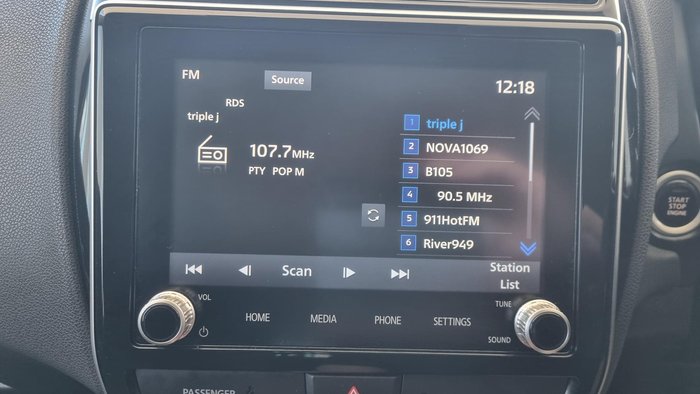 FM
Source
12:18
RDS
triple j
107.7MHz
PTY POP M
1 triple j
2 NOVA1069
3 B105
4 90.5 MHz
5 911HotFM
6 River949
Scan
Station
List
VOL
TUNE
HOME
MEDIA
PHONE
SETTINGS
SOUND
START
STOP
ENGINE
PASSENGER